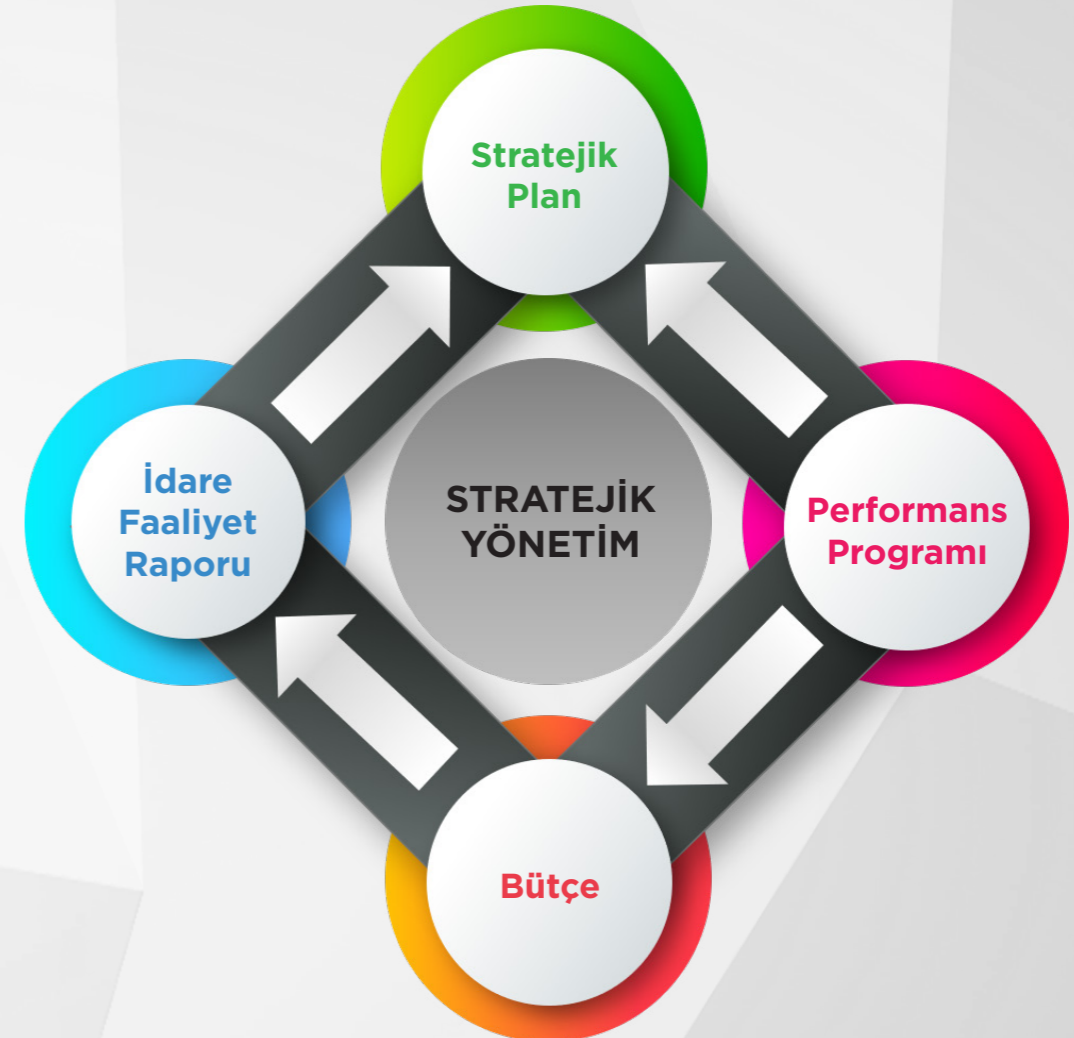 Stratejik
Plan
İdare
Faaliyet
Raporu
STRATEJİK
YÖNETİM
Performans
Programı
Bütçe